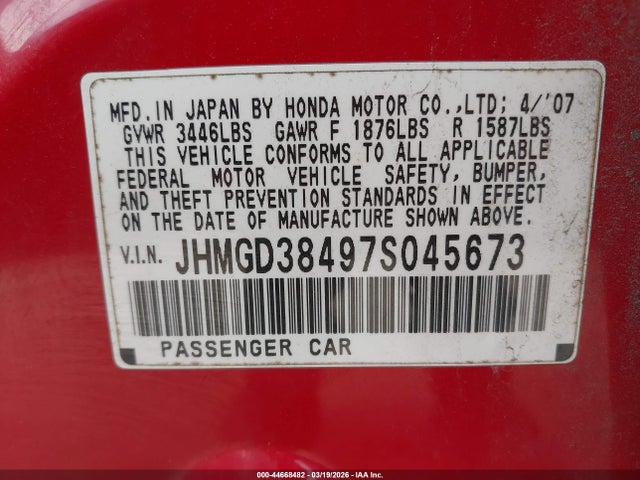 MFD. IN JAPAN BY HONDA MOTOR CO.,LTD; 4/'07
GVWR 3446LBS GAWR F 1876LBS R 1587LBS
THIS VEHICLE CONFORMS TO ALL APPLICABLE
FEDERAL MOTOR VEHICLE SAFETY, BUMPER,
AND THEFT PREVENTION STANDARDS IN EFFECT
ON THE DATE OF MANUFACTURE SHOWN ABOVE.
V.I.N. JHMGD38497S045673
PASSENGER CAR
000-44668482 - 03/19/2026 - IAA Inc.